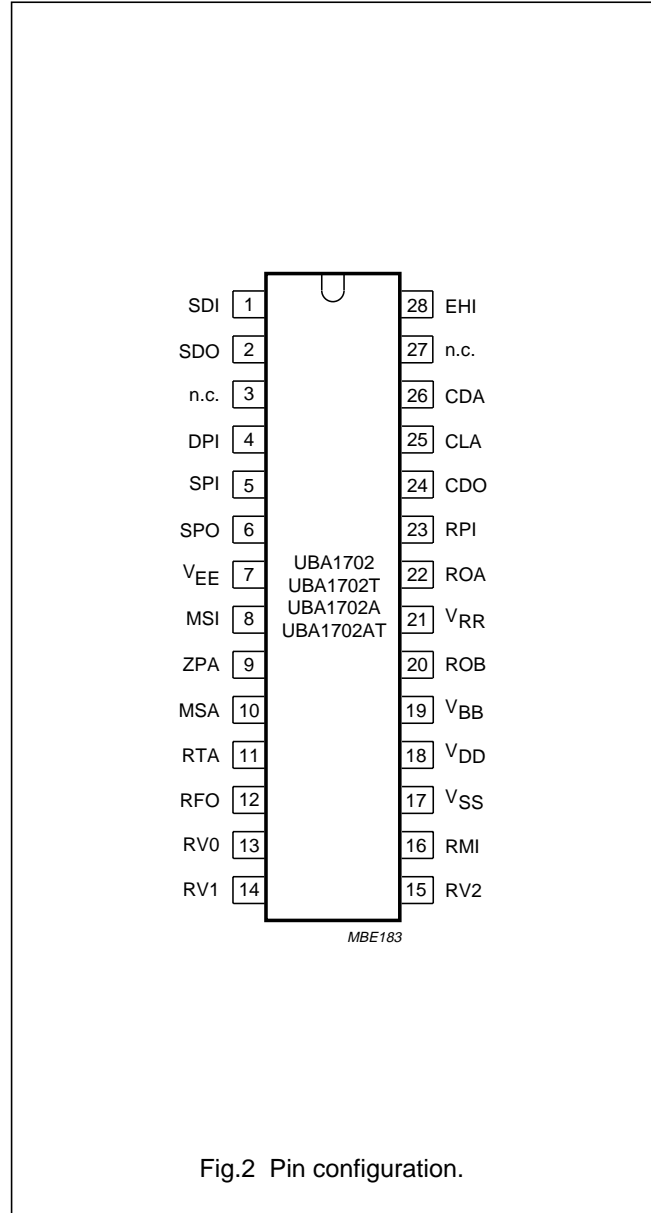 SDI 1 28 EHI
SDO 2 27 n.c.
n.c. 3 26 CDA
DPI 4 25 CLA
SPI 5 24 CDO
SPO 6 23 RPI
VEE 7 22 ROA
MSI 8 21 VRR
ZPA 9 20 ROB
MSA 10 19 VBB
RTA 11 18 VDD
RFO 12 17 VSS
RV0 13 16 RMI
RV1 14 15 RV2
UBA1702
UBA1702T
UBA1702A
UBA1702AT
MBE183
Fig.2 Pin configuration.